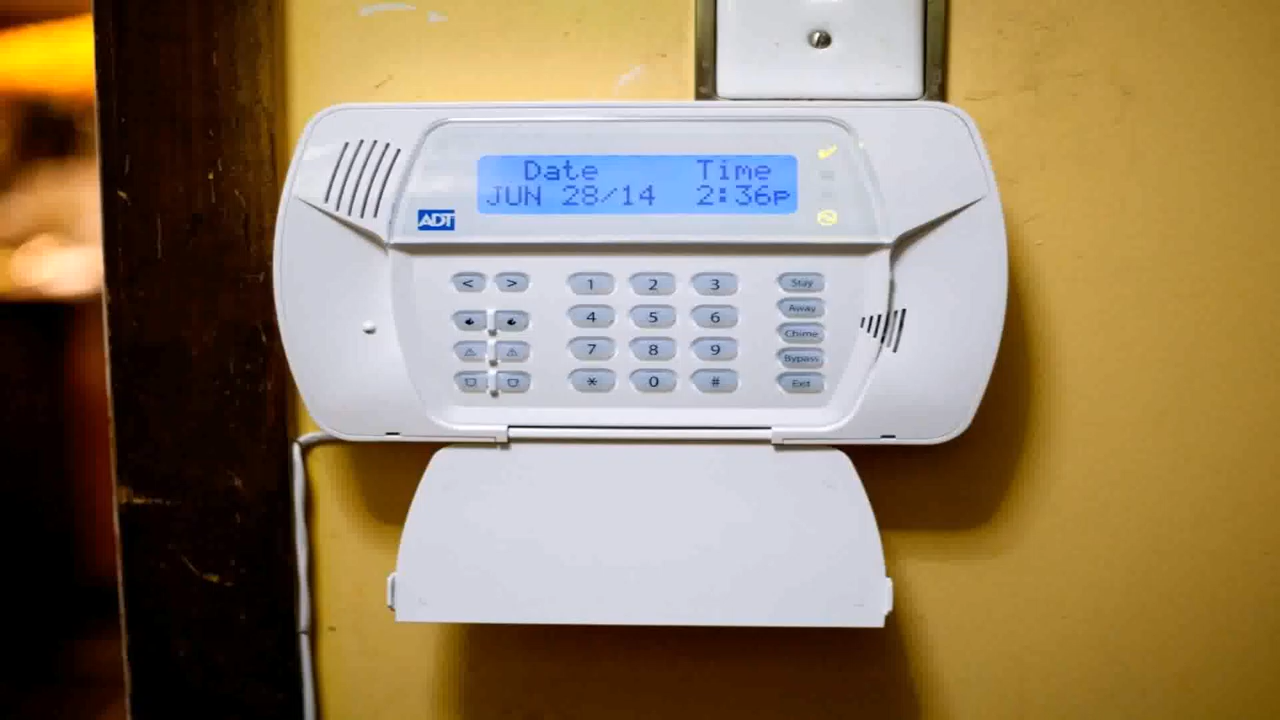 Date Time
JUN 28/14 2:36p
ADT
< > 1 2 3 Stay
4 5 6 Away
Chime
7 8 9 Bypass
* 0 # Exit